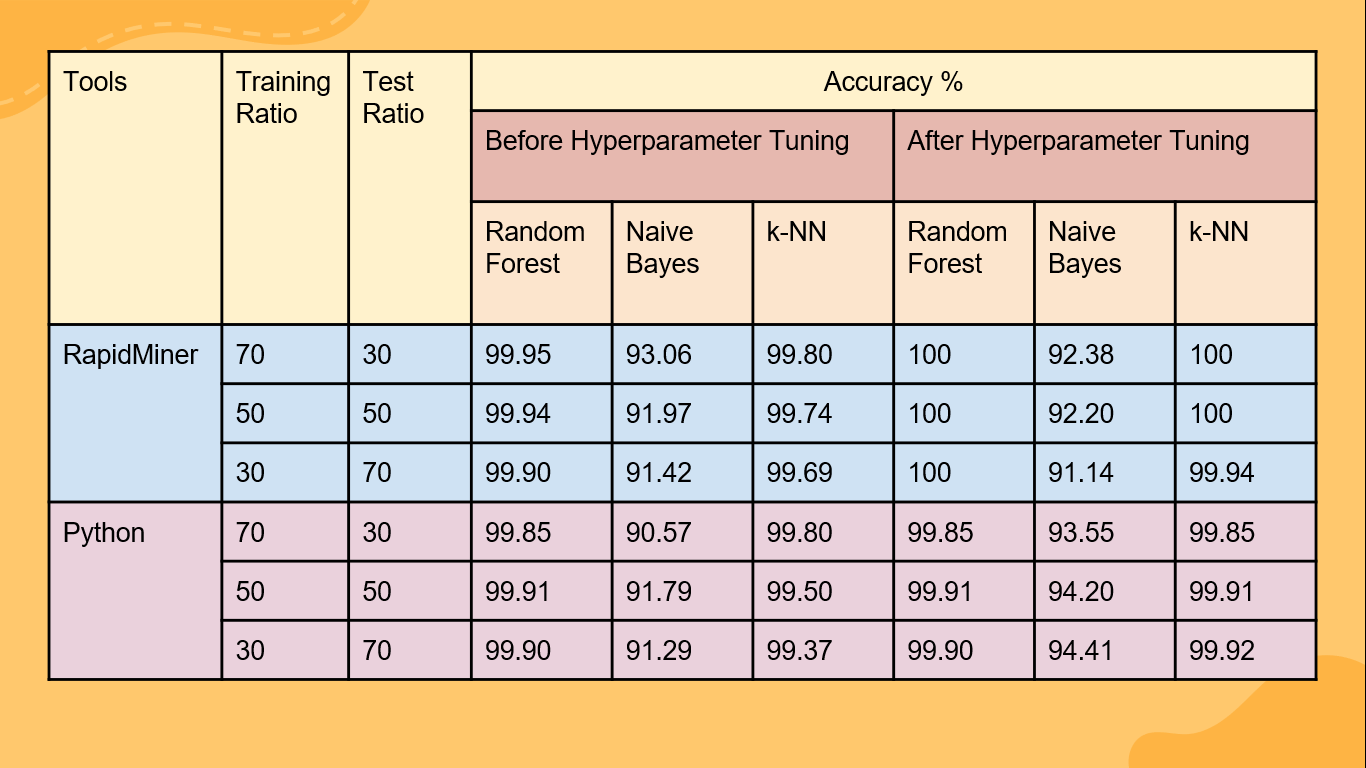 Tools
Training
Ratio
Test
Ratio
Accuracy %
Before Hyperparameter Tuning
After Hyperparameter Tuning
Random
Forest
Naive
Bayes
k-NN
Random
Forest
Naive
Bayes
k-NN
RapidMiner 70 30 99.95 93.06 99.80 100 92.38 100
50 50 99.94 91.97 99.74 100 92.20 100
30 70 99.90 91.42 99.69 100 91.14 99.94
Python 70 30 99.85 90.57 99.80 99.85 93.55 99.85
50 50 99.91 91.79 99.50 99.91 94.20 99.91
30 70 99.90 91.29 99.37 99.90 94.41 99.92